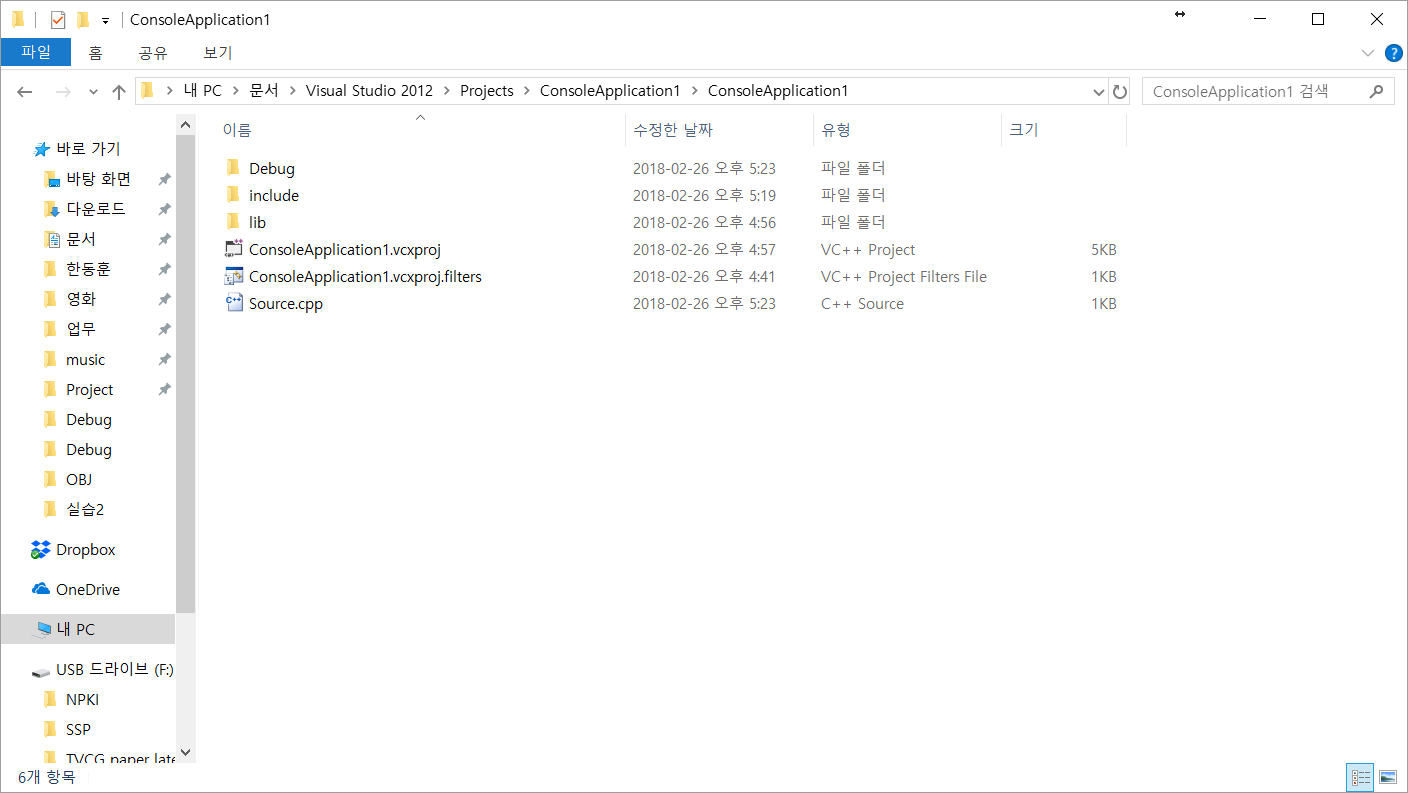 ConsoleApplication1
파일 홈 공유 보기
내 PC 문서 Visual Studio 2012 Projects ConsoleApplication1 ConsoleApplication1
ConsoleApplication1 검색
바로 가기
바탕 화면
다운로드
문서
한동훈
영화
업무
music
Project
Debug
Debug
OBJ
실습2
Dropbox
OneDrive
내 PC
USB 드라이브 (F:)
NPKI
SSP
TVCG paper late
이름 수정한 날짜 유형 크기
Debug 2018-02-26 오후 5:23 파일 폴더
include 2018-02-26 오후 5:19 파일 폴더
lib 2018-02-26 오후 4:56 파일 폴더
ConsoleApplication1.vcxproj 2018-02-26 오후 4:57 VC++ Project 5KB
ConsoleApplication1.vcxproj.filters 2018-02-26 오후 4:41 VC++ Project Filters File 1KB
Source.cpp 2018-02-26 오후 5:23 C++ Source 1KB
6개 항목